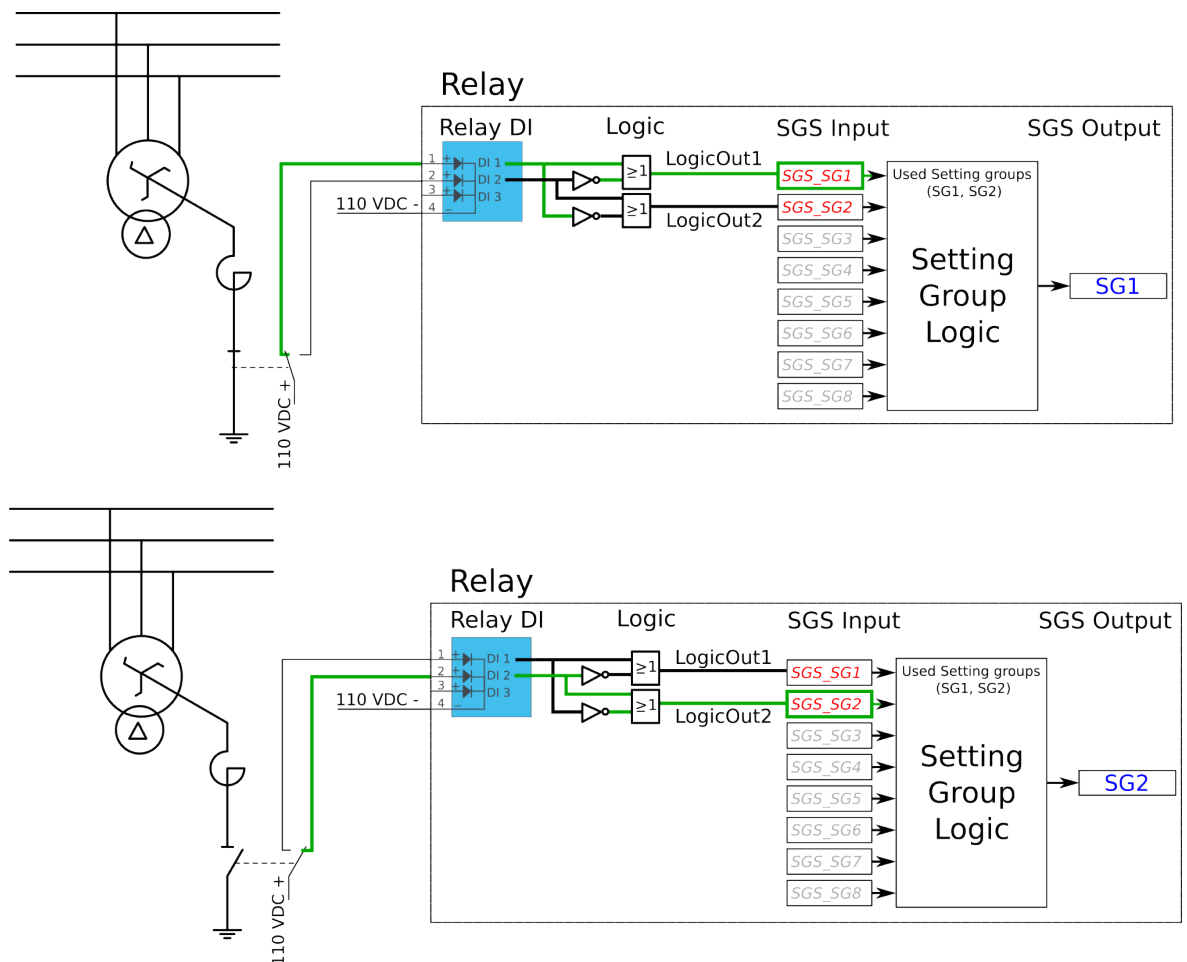 Relay
Relay DI
Logic
SGS Input
SGS Output
1 +
2 +
3 +
4 −
DI 1
DI 2
DI 3
110 VDC -
≥1
≥1
LogicOut1
LogicOut2
SGS_SG1
SGS_SG2
SGS_SG3
SGS_SG4
SGS_SG5
SGS_SG6
SGS_SG7
SGS_SG8
Used Setting groups
(SG1, SG2)
Setting
Group
Logic
SG1
Δ
110 VDC +
Relay
Relay DI
Logic
SGS Input
SGS Output
1 +
2 +
3 +
4 −
DI 1
DI 2
DI 3
110 VDC -
≥1
≥1
LogicOut1
LogicOut2
SGS_SG1
SGS_SG2
SGS_SG3
SGS_SG4
SGS_SG5
SGS_SG6
SGS_SG7
SGS_SG8
Used Setting groups
(SG1, SG2)
Setting
Group
Logic
SG2
Δ
110 VDC +